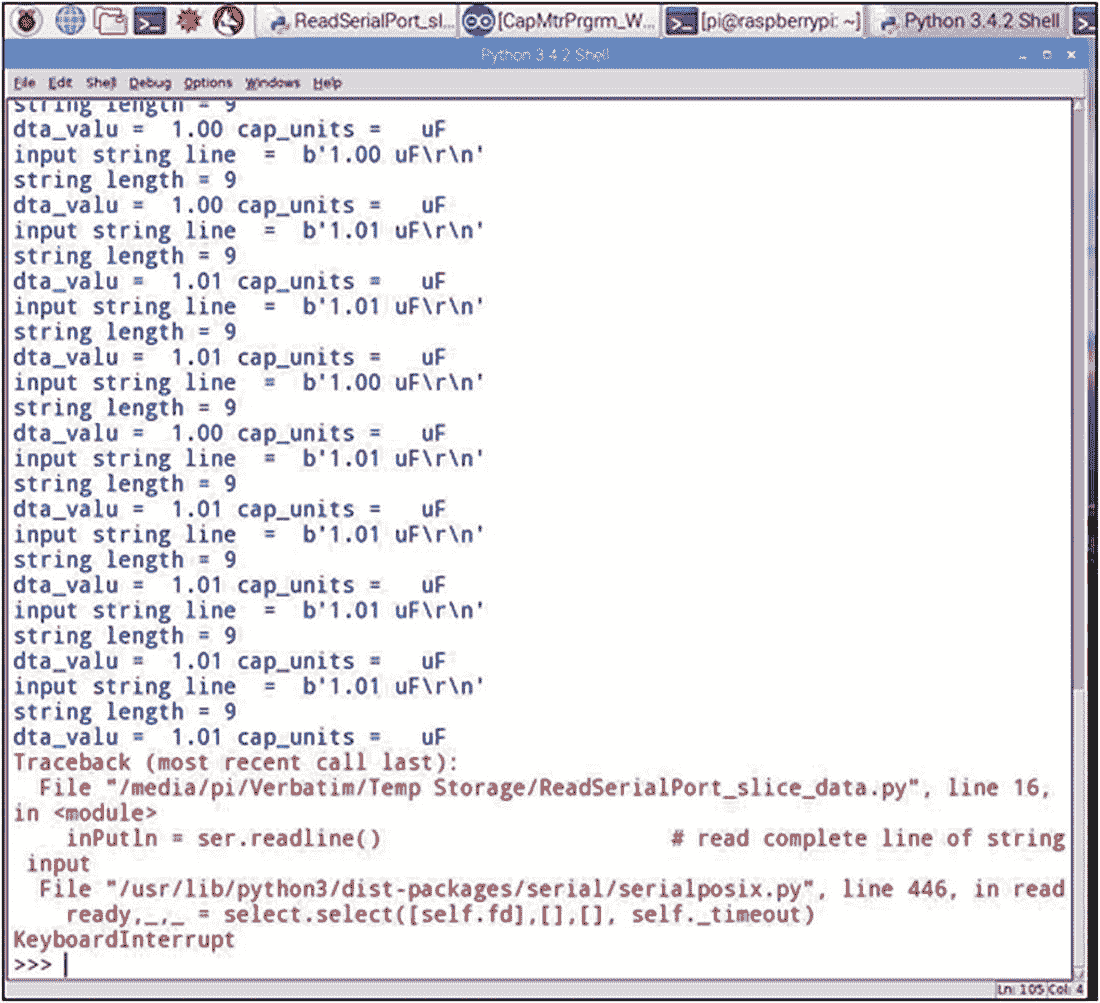 ReadSerialPort_sl... [CapMtrPrgrm_W... [pi@raspberrypi: ~] Python 3.4.2 Shell
Python 3.4.2 Shell
File Edit Shell Debug Options Windows Help
string length = 9
dta_valu =  1.00 cap_units =   uF
input string line  =  b'1.00 uF\r\n'
string length = 9
dta_valu =  1.00 cap_units =   uF
input string line  =  b'1.01 uF\r\n'
string length = 9
dta_valu =  1.01 cap_units =   uF
input string line  =  b'1.01 uF\r\n'
string length = 9
dta_valu =  1.01 cap_units =   uF
input string line  =  b'1.00 uF\r\n'
string length = 9
dta_valu =  1.00 cap_units =   uF
input string line  =  b'1.01 uF\r\n'
string length = 9
dta_valu =  1.01 cap_units =   uF
input string line  =  b'1.01 uF\r\n'
string length = 9
dta_valu =  1.01 cap_units =   uF
input string line  =  b'1.01 uF\r\n'
string length = 9
dta_valu =  1.01 cap_units =   uF
input string line  =  b'1.01 uF\r\n'
string length = 9
dta_valu =  1.01 cap_units =   uF
Traceback (most recent call last):
  File "/media/pi/Verbatim/Temp Storage/ReadSerialPort_slice_data.py", line 16,
in <module>
    inPutln = ser.readline()                      # read complete line of string
 input
  File "/usr/lib/python3/dist-packages/serial/serialposix.py", line 446, in read
    ready,_,_ = select.select([self.fd],[],[], self._timeout)
KeyboardInterrupt
>>>
Ln: 105 Col: 4